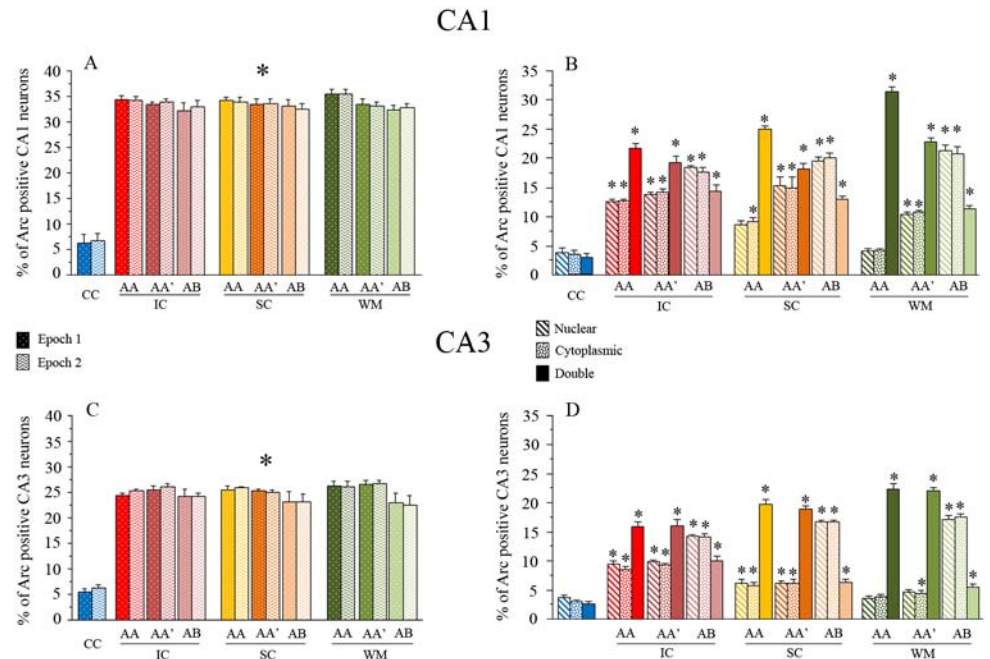 CA1
A
*
% of Arc positive CA1 neurons
40
35
30
25
20
15
10
5
0
CC
AA AA' AB AA AA' AB AA AA' AB
IC SC WM
B
% of Arc positive CA1 neurons
35
30
25
20
15
10
5
0
* * * * * * * * *
* * * * * * * * *
* * * * * * *
CC
AA AA' AB AA AA' AB AA AA' AB
IC SC WM
Epoch 1
Epoch 2
CA3
Nuclear
Cytoplasmic
Double
C
*
% of Arc positive CA3 neurons
40
35
30
25
20
15
10
5
0
CC
AA AA' AB AA AA' AB AA AA' AB
IC SC WM
D
% of Arc positive CA3 neurons
35
30
25
20
15
10
5
0
* * * * * * * * *
* * * * * * * * *
* * * * * *
AA AA' AB AA AA' AB AA AA' AB
IC SC WM